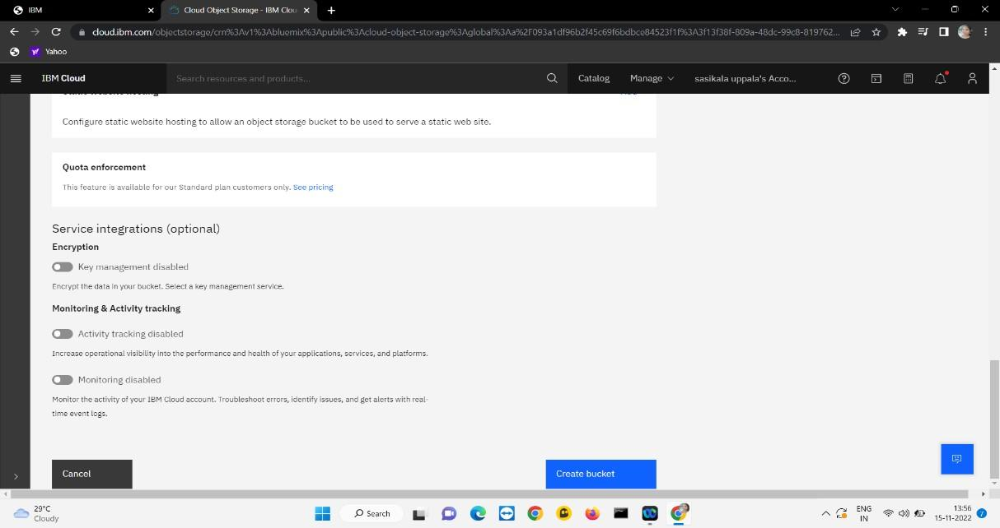 IBM
Cloud Object Storage - IBM Clou
cloud.ibm.com/objectstorage/crn%3Av1%3Abluemix%3Apublic%3Acloud-object-storage%3Aglobal%3Aa%2F093a1df96b2f45c69f6bdbce84523f1f%3A3f13f38f-809a-48dc-99c8-819762...
Yahoo
IBM Cloud
Search resources and products...
Catalog
Manage
sasikala uppala's Acco...
Static website hosting
Add
Configure static website hosting to allow an object storage bucket to be used to serve a static web site.
Quota enforcement
This feature is available for our Standard plan customers only. See pricing
Service integrations (optional)
Encryption
Key management disabled
Encrypt the data in your bucket. Select a key management service.
Monitoring & Activity tracking
Activity tracking disabled
Increase operational visibility into the performance and health of your applications, services, and platforms.
Monitoring disabled
Monitor the activity of your IBM Cloud account. Troubleshoot errors, identify issues, and get alerts with real-
time event logs.
Cancel
Create bucket
29°C
Cloudy
Search
ENG
IN
13:56
15-11-2022
7